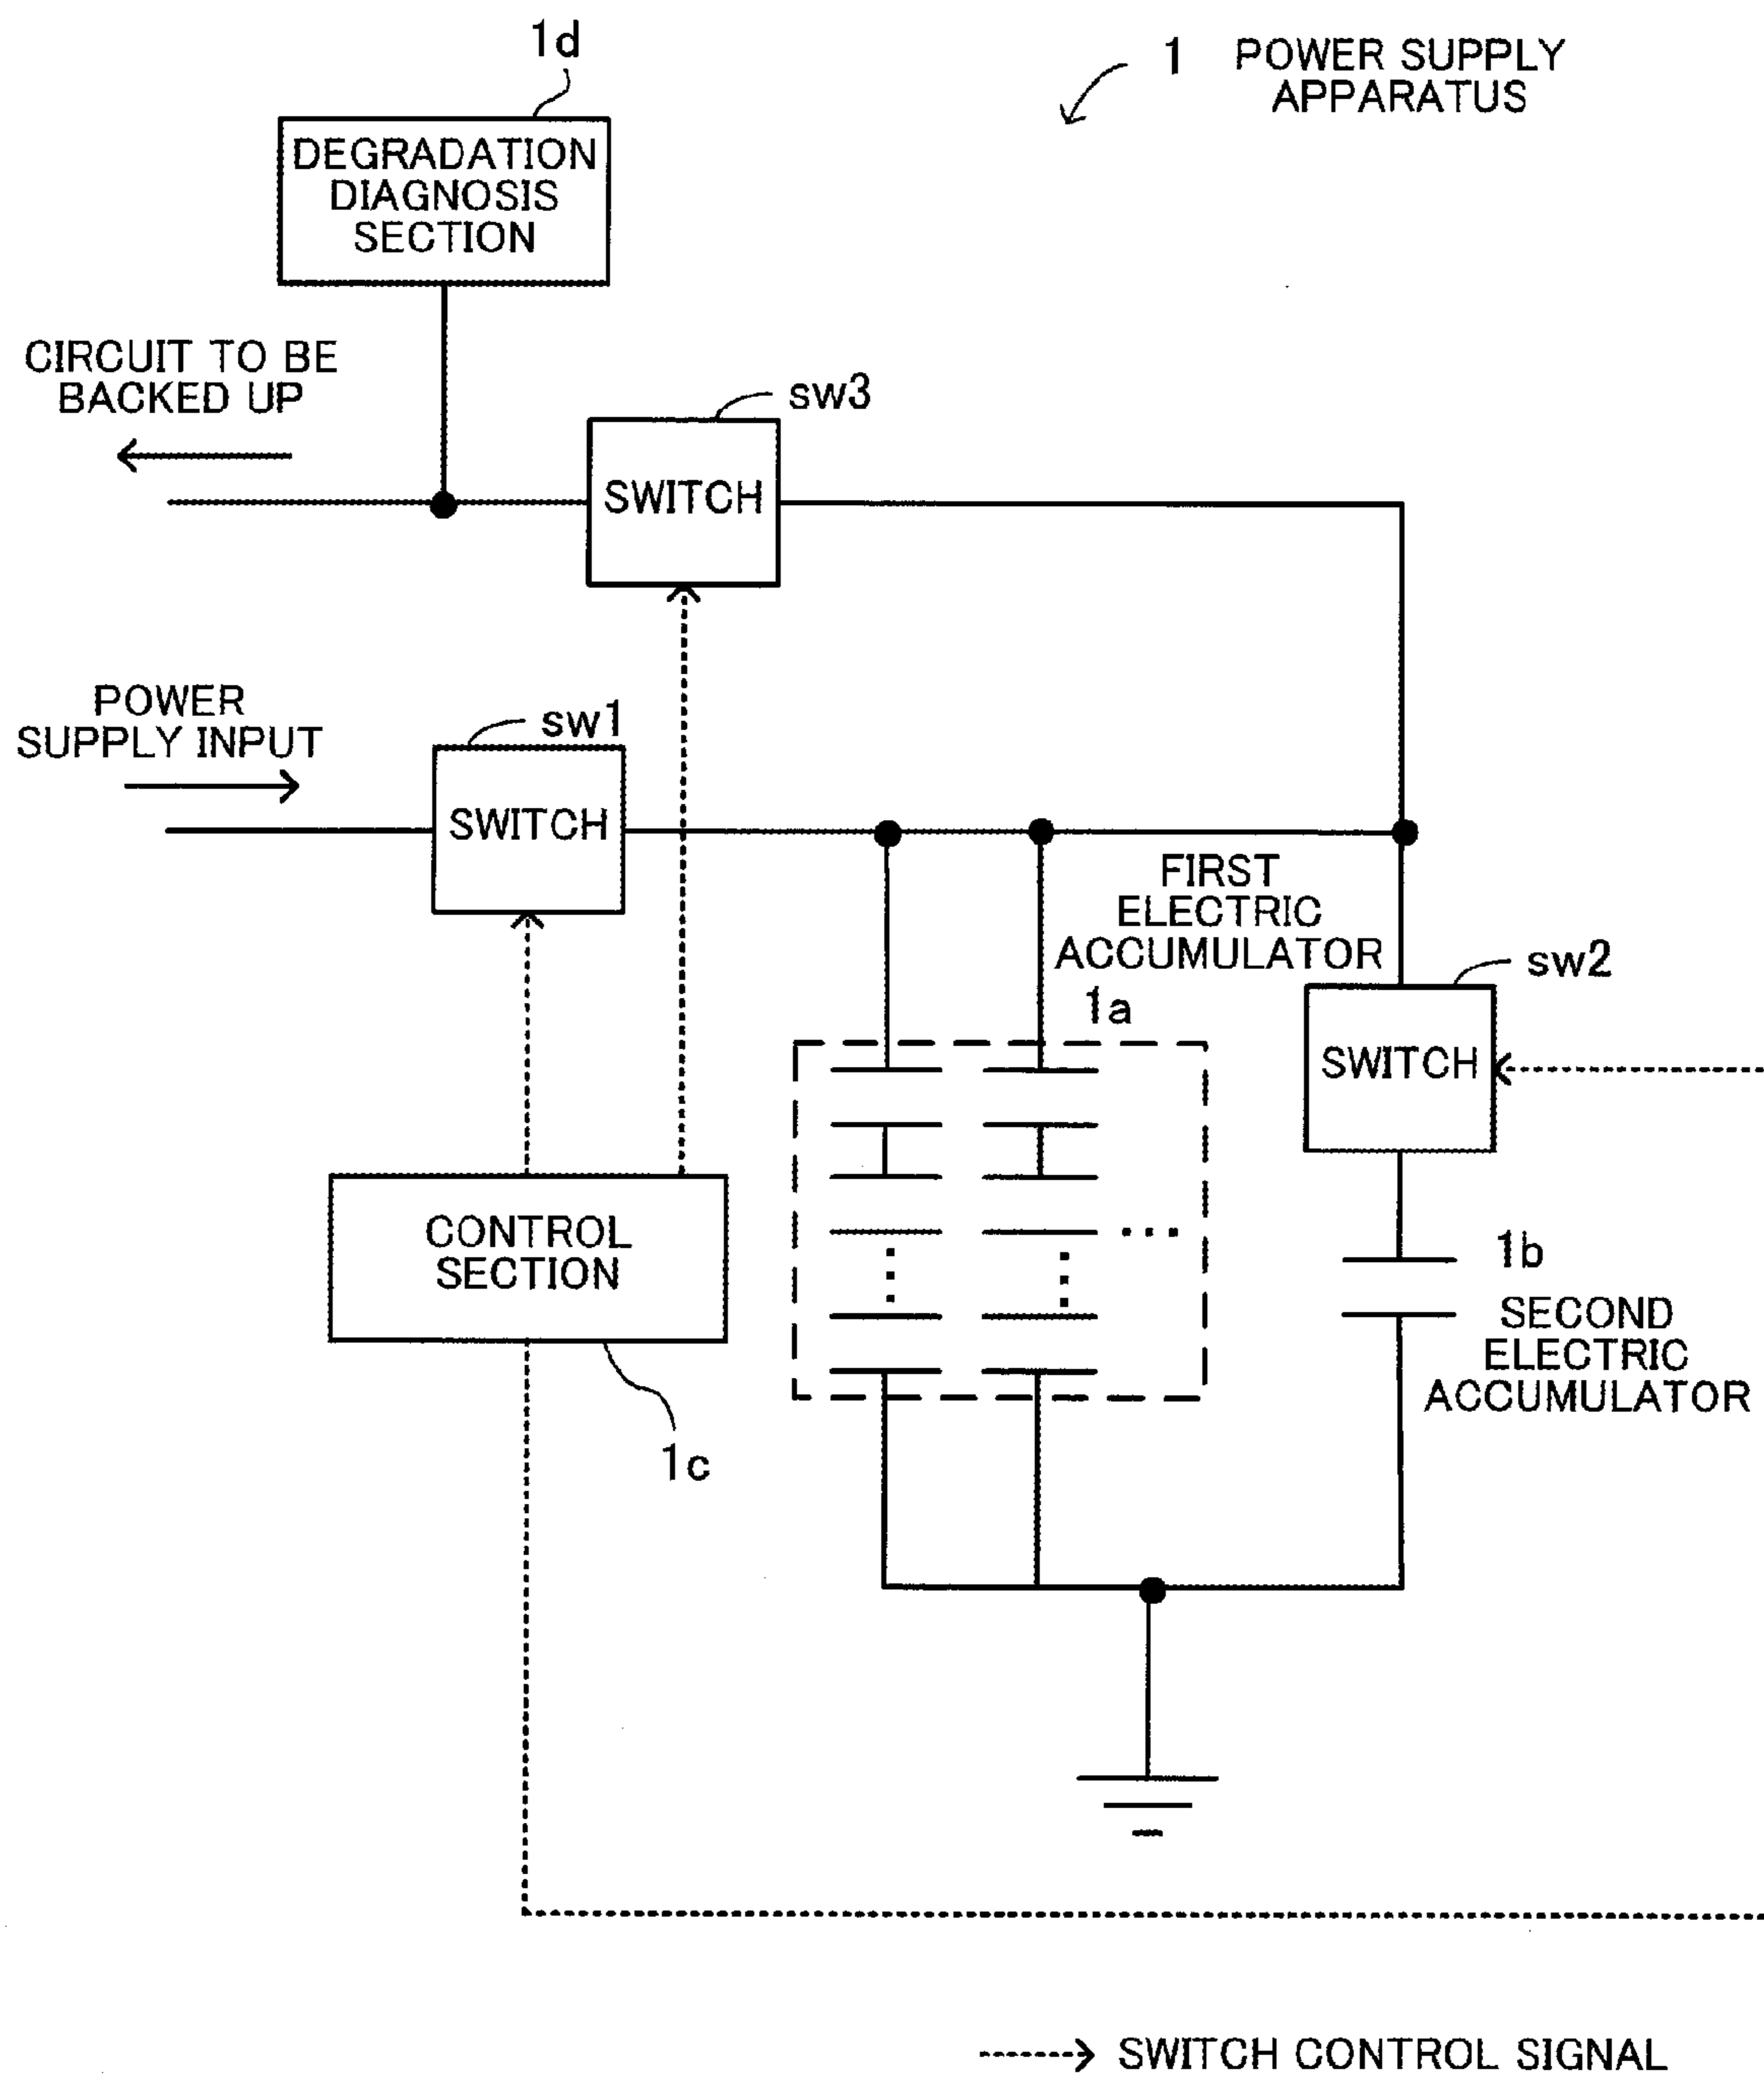 1d
1 POWER SUPPLY
APPARATUS
DEGRADATION
DIAGNOSIS
SECTION
CIRCUIT TO BE
BACKED UP
sw3
SWITCH
POWER
SUPPLY INPUT
sw1
SWITCH
FIRST
ELECTRIC
ACCUMULATOR
1a
sw2
SWITCH
CONTROL
SECTION
1c
1b
SECOND
ELECTRIC
ACCUMULATOR
SWITCH CONTROL SIGNAL